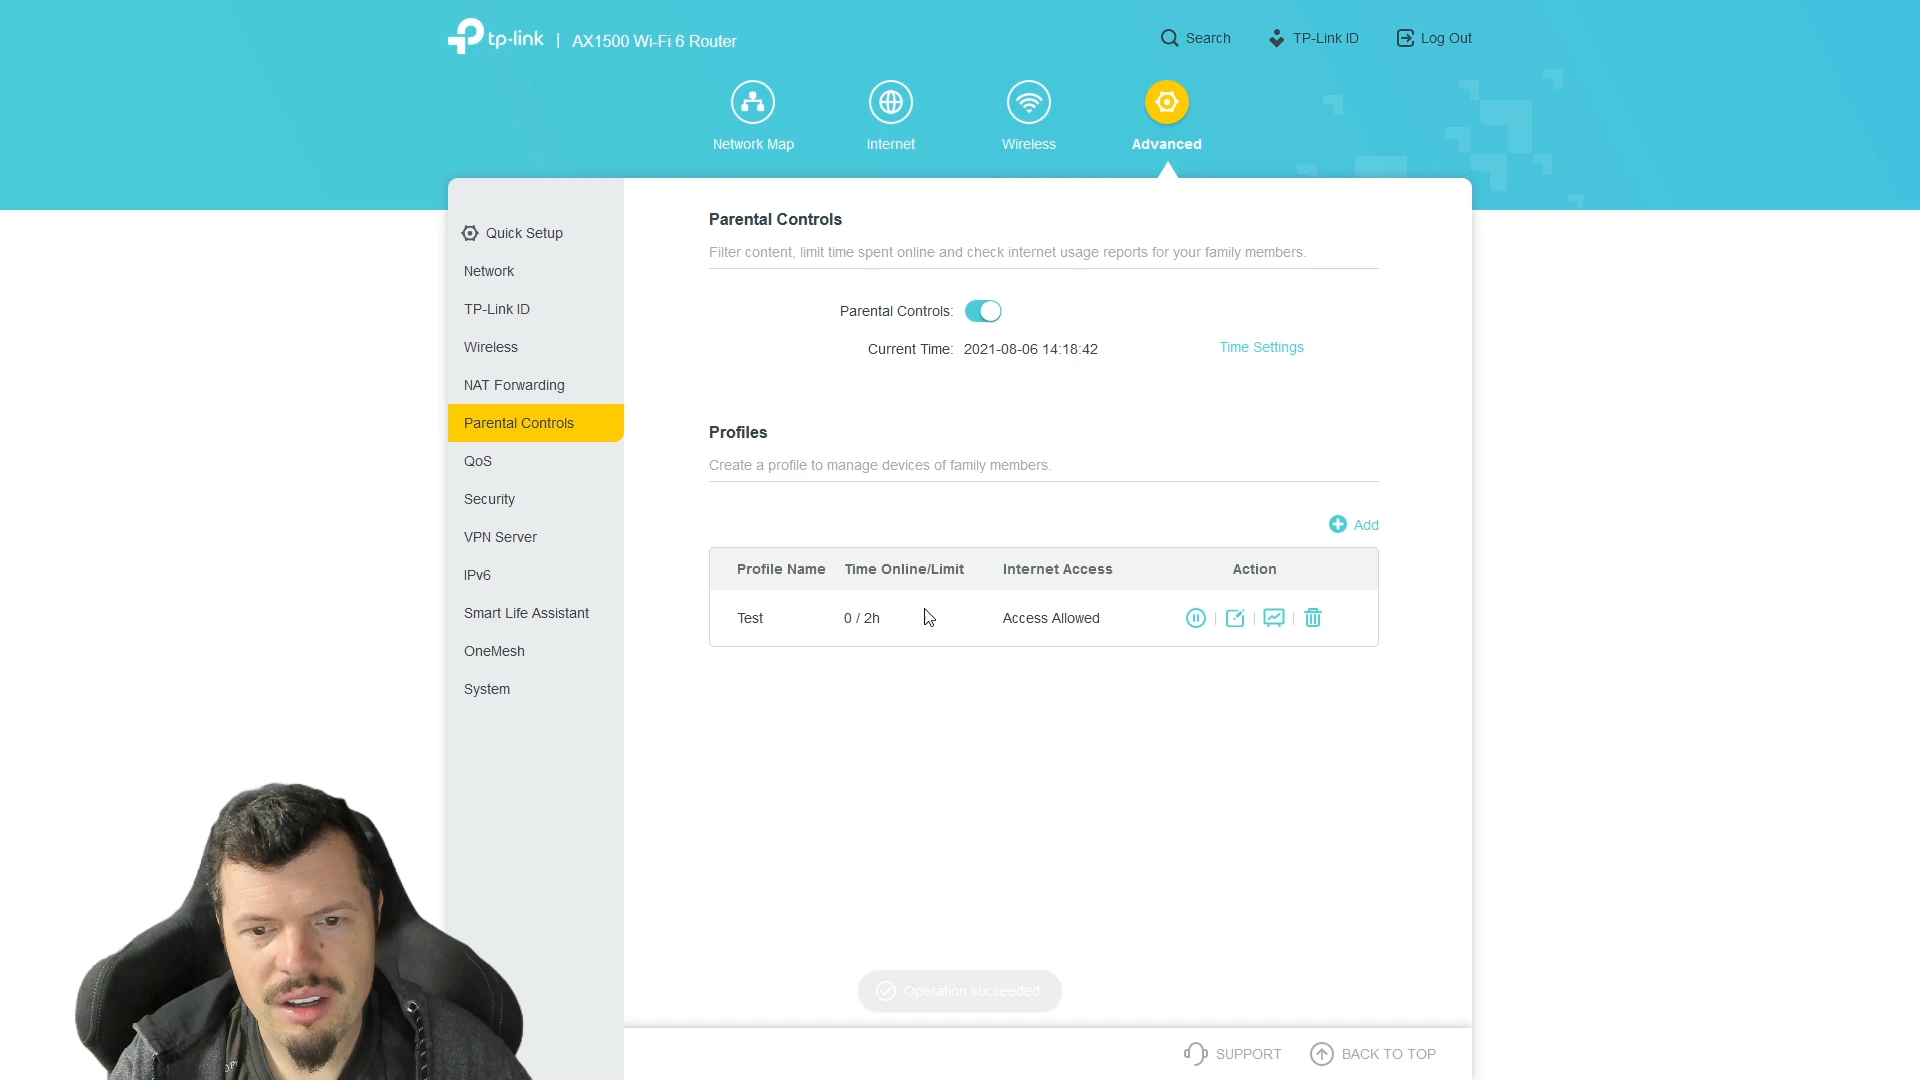 tp-link | AX1500 Wi-Fi 6 Router
Search
TP-Link ID
Log Out
Network Map
Internet
Wireless
Advanced
Quick Setup
Network
TP-Link ID
Wireless
NAT Forwarding
Parental Controls
QoS
Security
VPN Server
IPv6
Smart Life Assistant
OneMesh
System
Parental Controls
Filter content, limit time spent online and check internet usage reports for your family members.
Parental Controls:
Current Time: 2021-08-06 14:18:42 Time Settings
Profiles
Create a profile to manage devices of family members.
Add
Profile Name Time Online/Limit Internet Access Action
Test 0 / 2h Access Allowed
Operation succeeded
SUPPORT BACK TO TOP